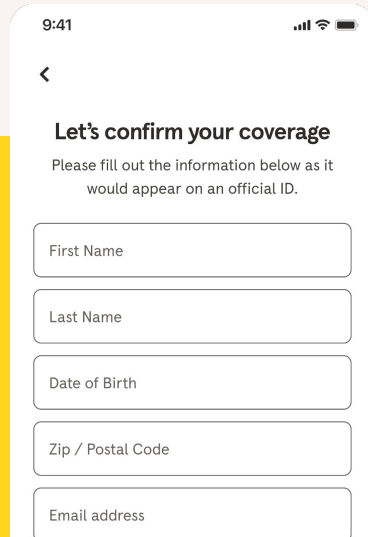 9:41
Let’s confirm your coverage
Please fill out the information below as it
would appear on an official ID.
First Name
Last Name
Date of Birth
Zip / Postal Code
Email address